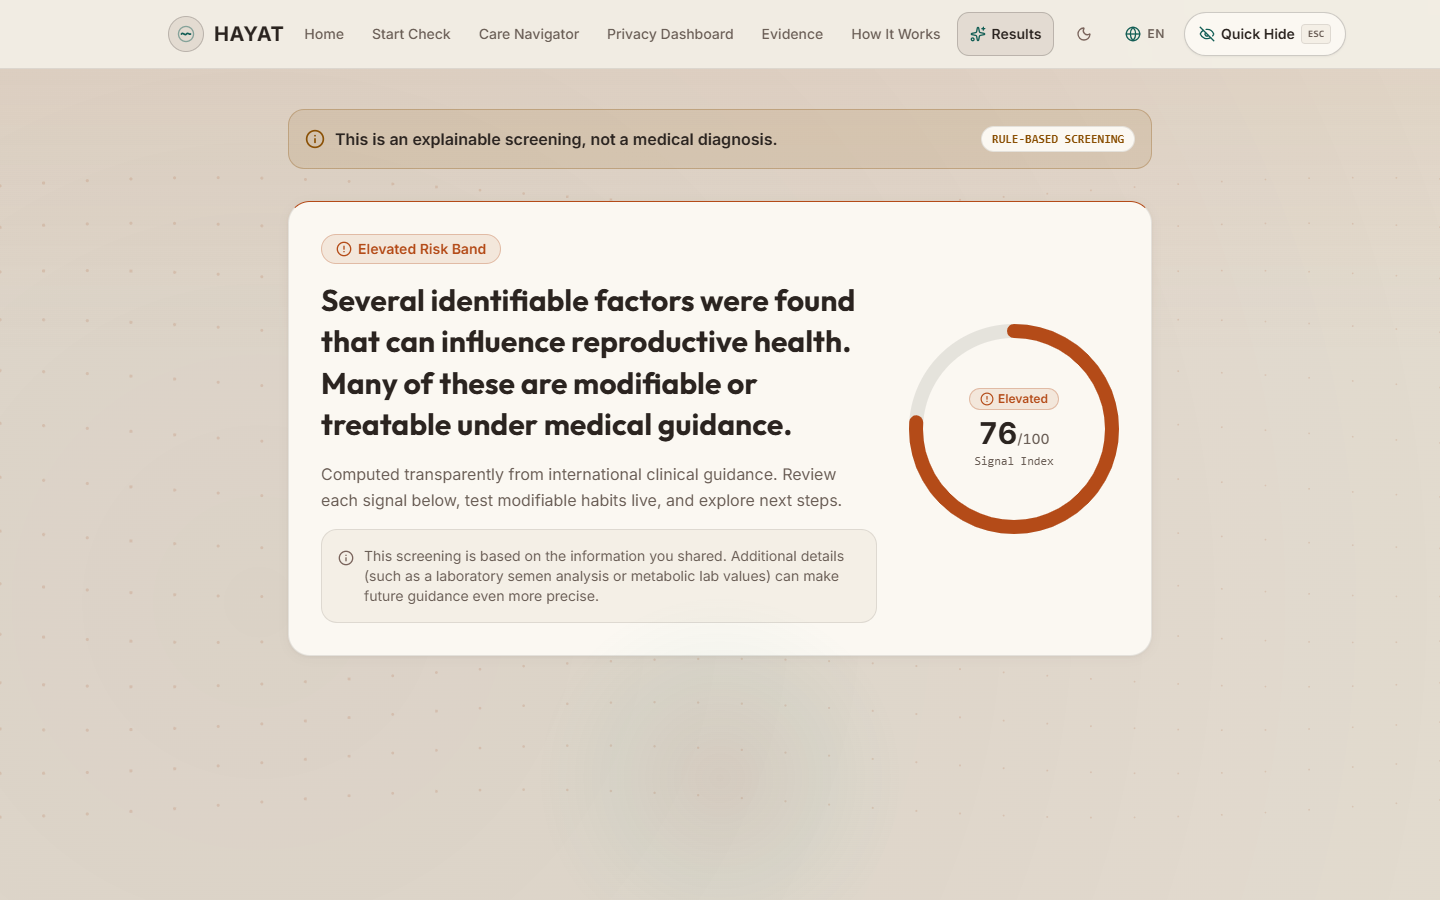 HAYAT
Home
Start Check
Care Navigator
Privacy Dashboard
Evidence
How It Works
Results
EN
Quick Hide
ESC
This is an explainable screening, not a medical diagnosis.
RULE-BASED SCREENING
Elevated Risk Band
Several identifiable factors were found
that can influence reproductive health.
Many of these are modifiable or
treatable under medical guidance.
Computed transparently from international clinical guidance. Review
each signal below, test modifiable habits live, and explore next steps.
This screening is based on the information you shared. Additional details
(such as a laboratory semen analysis or metabolic lab values) can make
future guidance even more precise.
Elevated
76/100
Signal Index